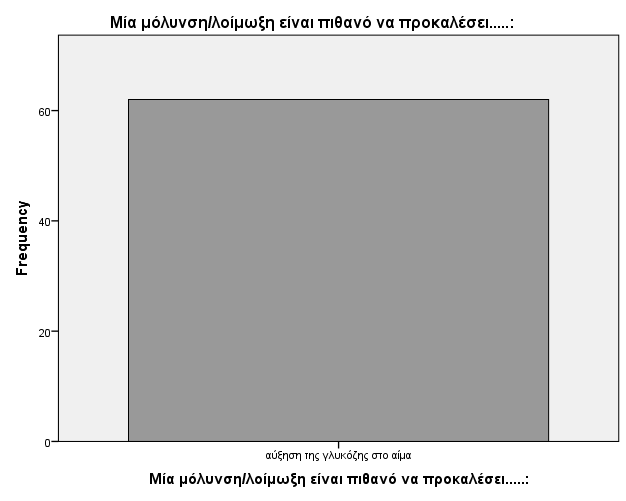 Μία μόλυνση/λοίμωξη είναι πιθανό να προκαλέσει.....:
60
40
20
0
Frequency
αύξηση της γλυκόζης στο αίμα
Μία μόλυνση/λοίμωξη είναι πιθανό να προκαλέσει.....: